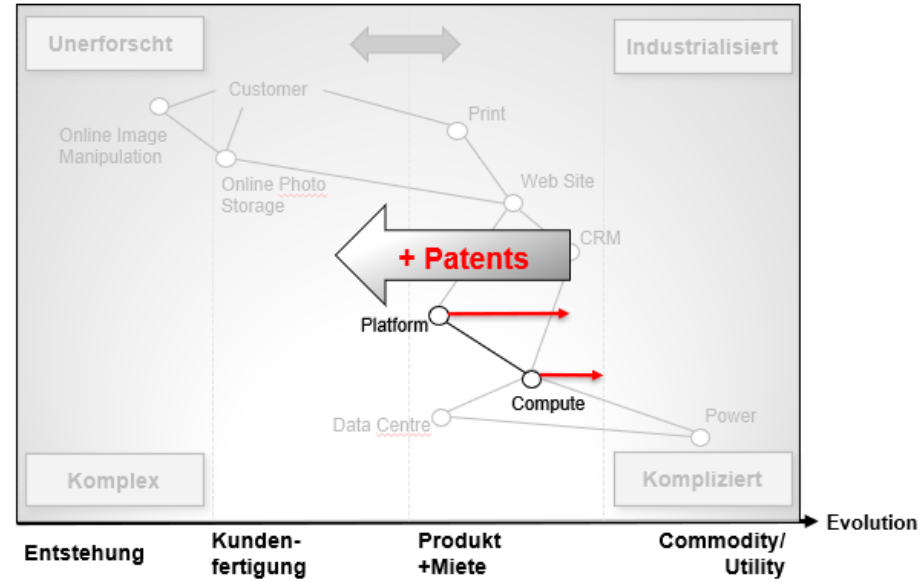 Unerforscht
Industrialisiert
Customer
Print
Online Image
Manipulation
Online Photo
Storage
Web Site
CRM
+ Patents
Platform
Compute
Data Centre
Power
Komplex
Kompliziert
Evolution
Entstehung
Kunden-
fertigung
Produkt
+Miete
Commodity/
Utility